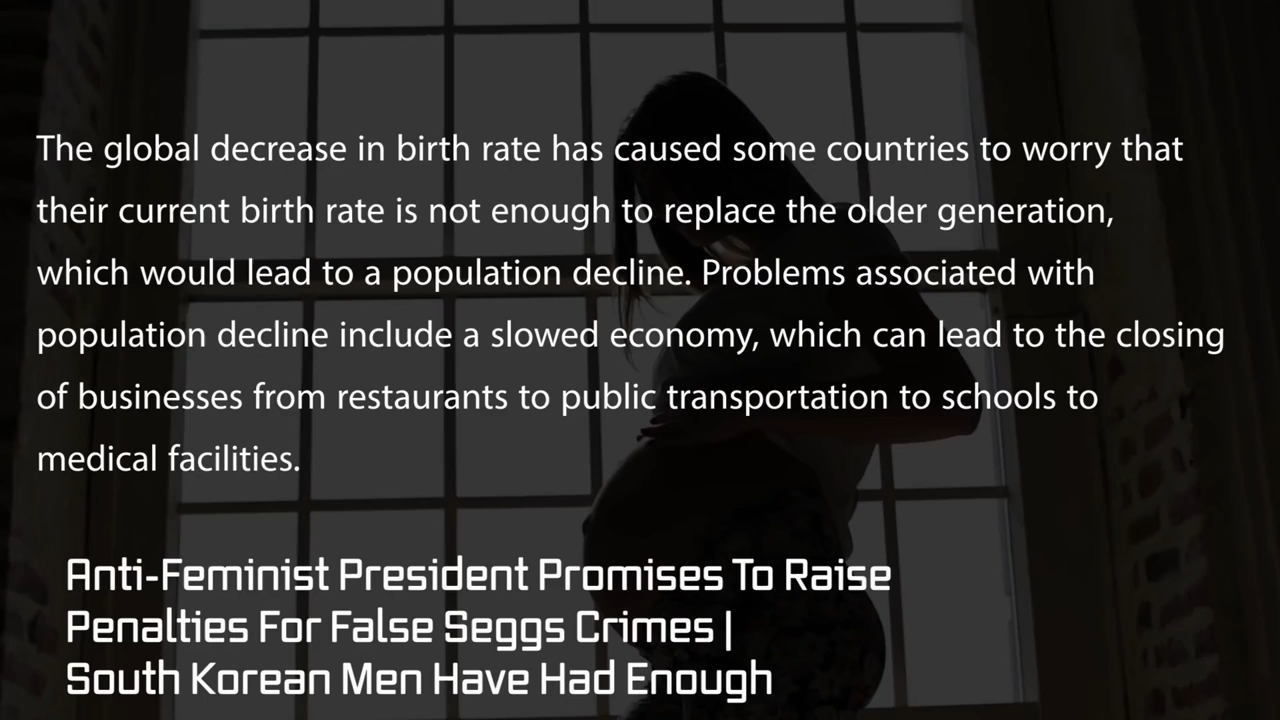 The global decrease in birth rate has caused some countries to worry that
their current birth rate is not enough to replace the older generation,
which would lead to a population decline. Problems associated with
population decline include a slowed economy, which can lead to the closing
of businesses from restaurants to public transportation to schools to
medical facilities.
Anti-Feminist President Promises To Raise
Penalties For False Seggs Crimes |
South Korean Men Have Had Enough